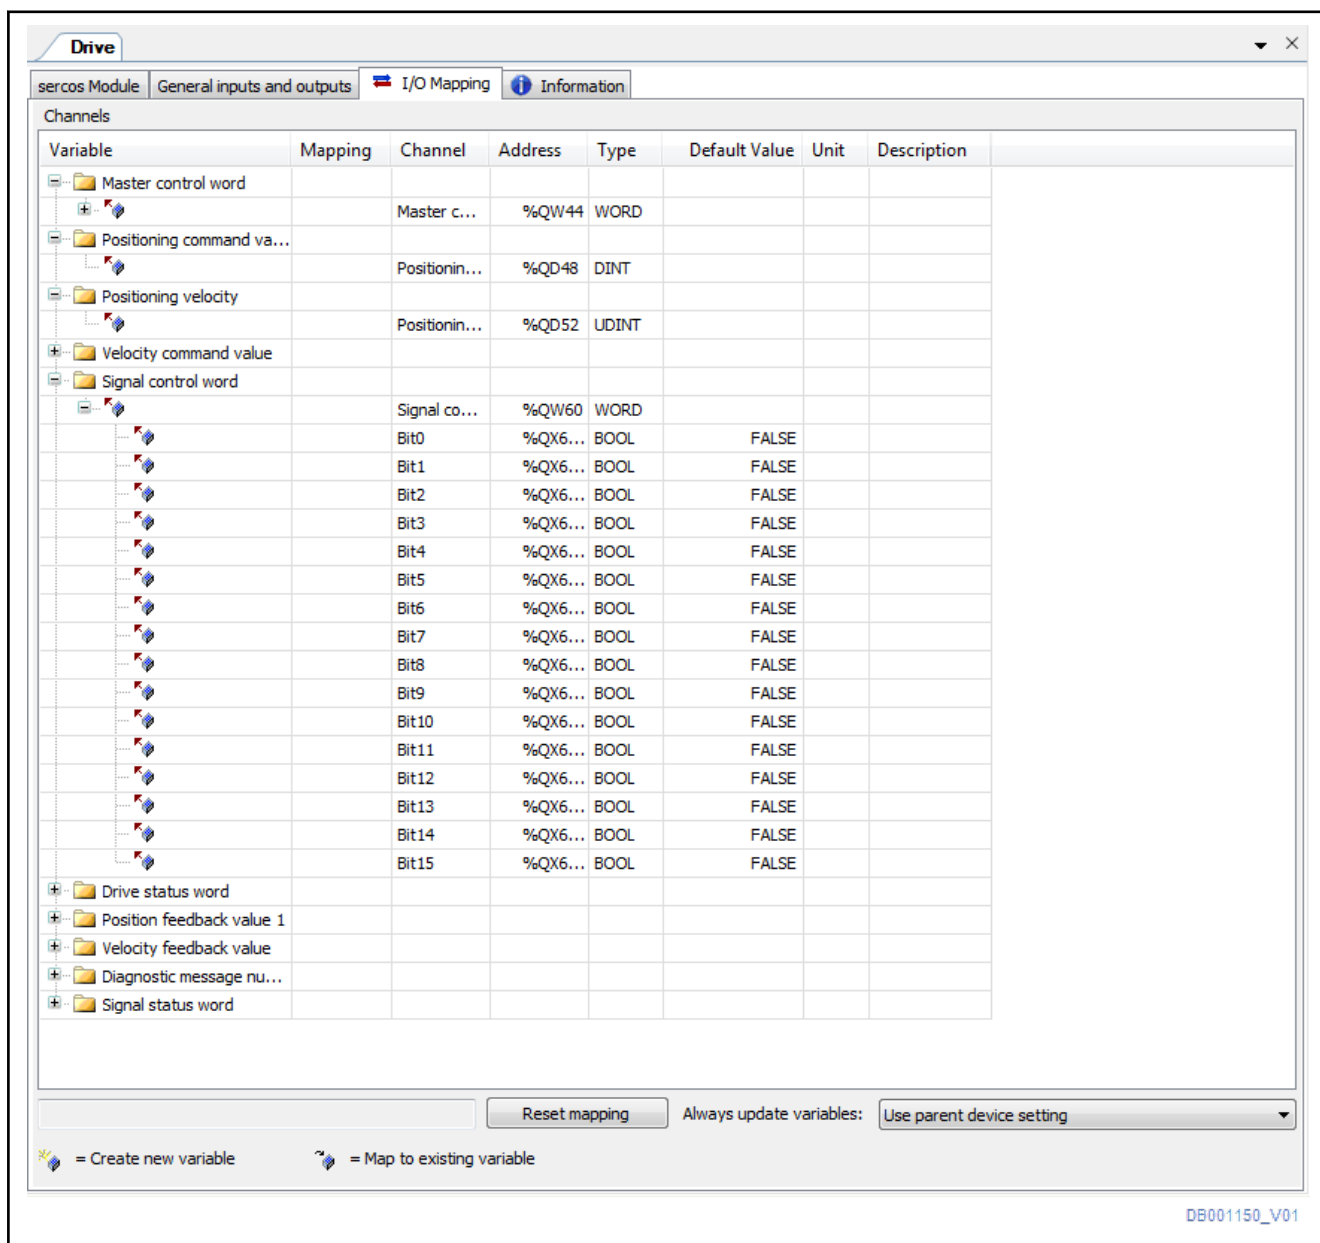 Drive
sercos Module General inputs and outputs I/O Mapping Information
Channels
Variable Mapping Channel Address Type Default Value Unit Description
Master control word
Master c... %QW44 WORD
Positioning command va...
Positionin... %QD48 DINT
Positioning velocity
Positionin... %QD52 UDINT
Velocity command value
Signal control word
Signal co... %QW60 WORD
Bit0 %QX6... BOOL FALSE
Bit1 %QX6... BOOL FALSE
Bit2 %QX6... BOOL FALSE
Bit3 %QX6... BOOL FALSE
Bit4 %QX6... BOOL FALSE
Bit5 %QX6... BOOL FALSE
Bit6 %QX6... BOOL FALSE
Bit7 %QX6... BOOL FALSE
Bit8 %QX6... BOOL FALSE
Bit9 %QX6... BOOL FALSE
Bit10 %QX6... BOOL FALSE
Bit11 %QX6... BOOL FALSE
Bit12 %QX6... BOOL FALSE
Bit13 %QX6... BOOL FALSE
Bit14 %QX6... BOOL FALSE
Bit15 %QX6... BOOL FALSE
Drive status word
Position feedback value 1
Velocity feedback value
Diagnostic message nu...
Signal status word
Reset mapping Always update variables: Use parent device setting
= Create new variable = Map to existing variable
DB001150_V01